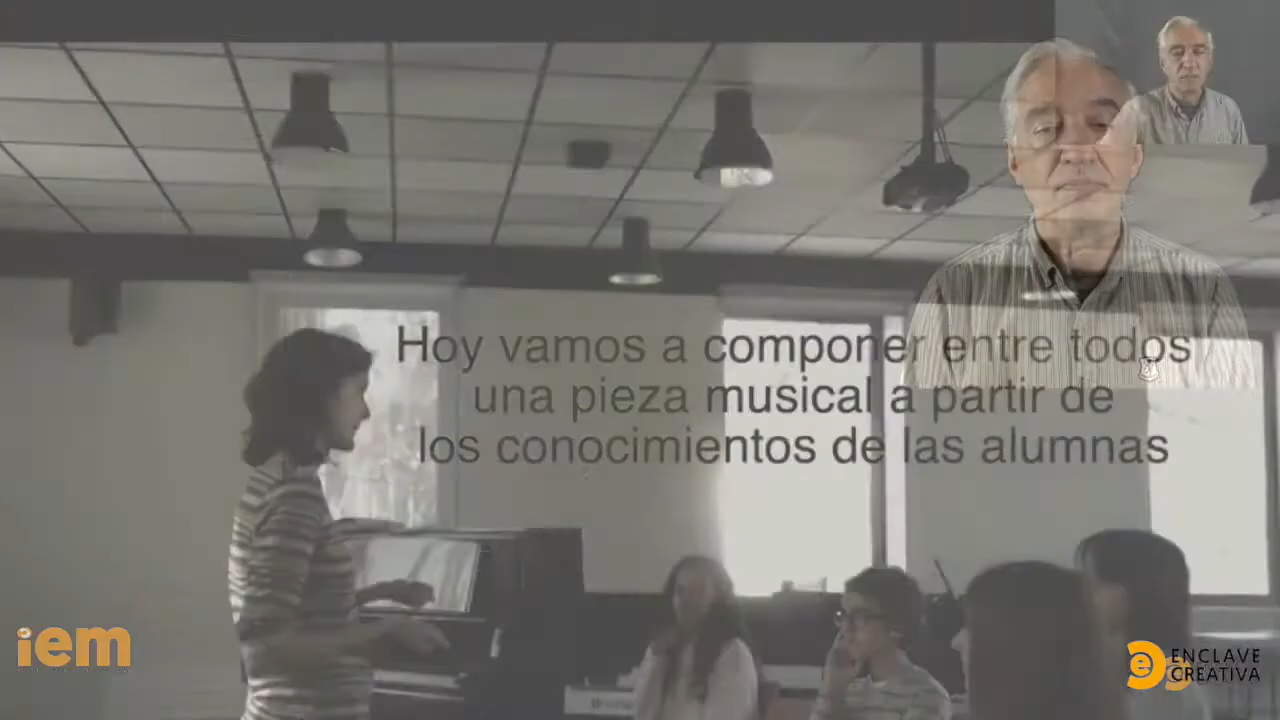 Hoy vamos a componer entre todos
una pieza musical a partir de
los conocimientos de las alumnas
iem
ENCLAVE
CREATIVA